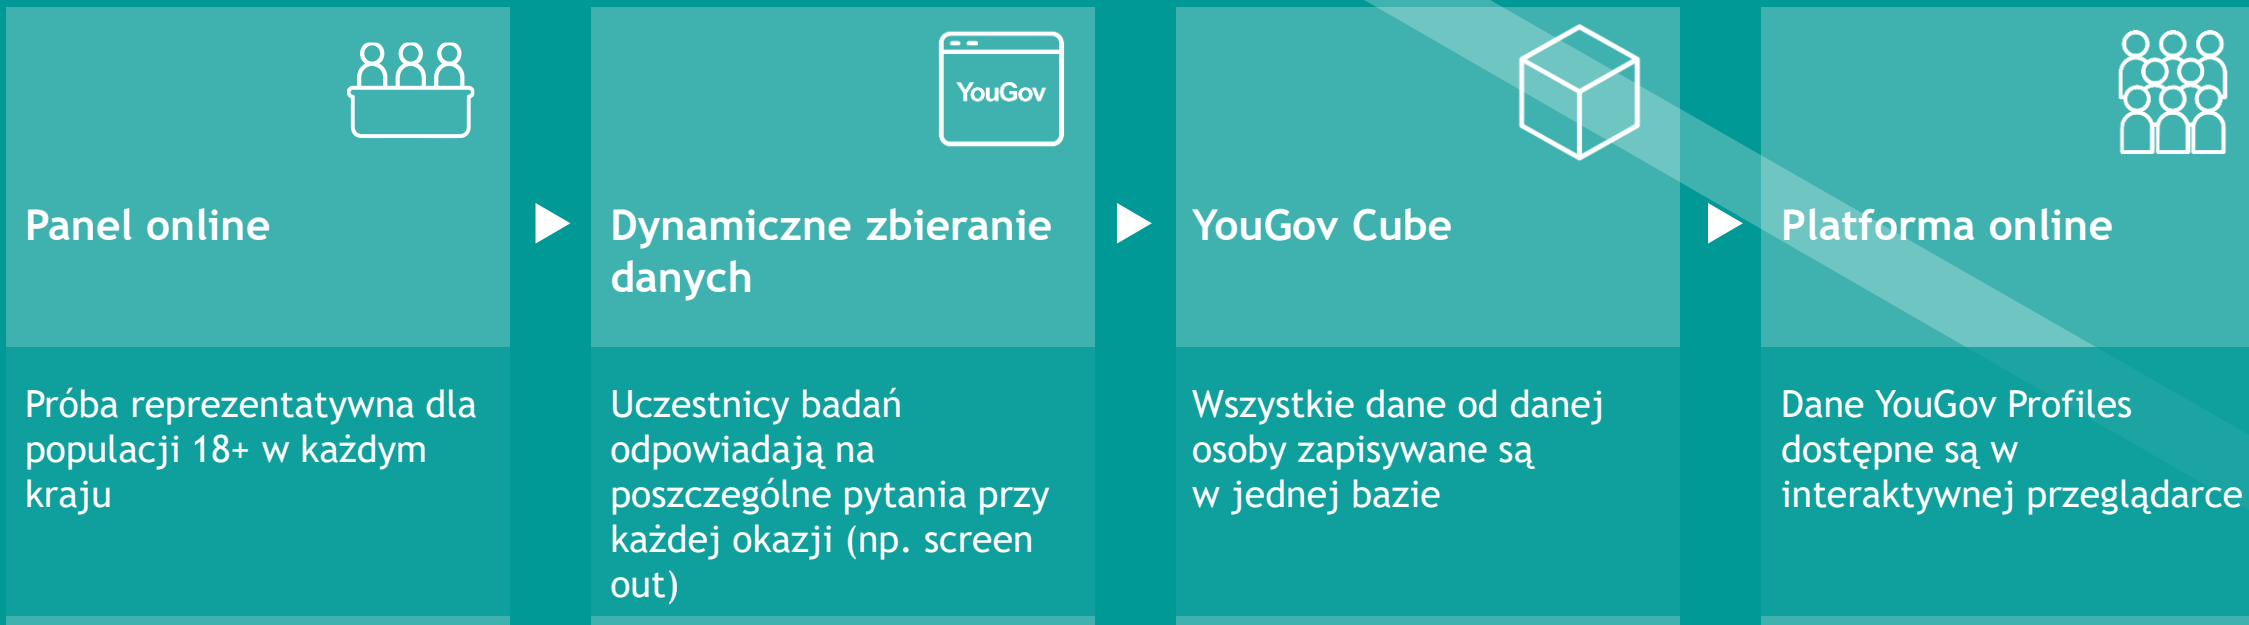 YouGov
Panel online
Próba reprezentatywna dla
populacji 18+ w każdym
kraju
Dynamiczne zbieranie
danych
Uczestnicy badań
odpowiadają na
poszczególne pytania przy
każdej okazji (np. screen
out)
YouGov Cube
Wszystkie dane od danej
osoby zapisywane są
w jednej bazie
Platforma online
Dane YouGov Profiles
dostępne są w
interaktywnej przeglądarce